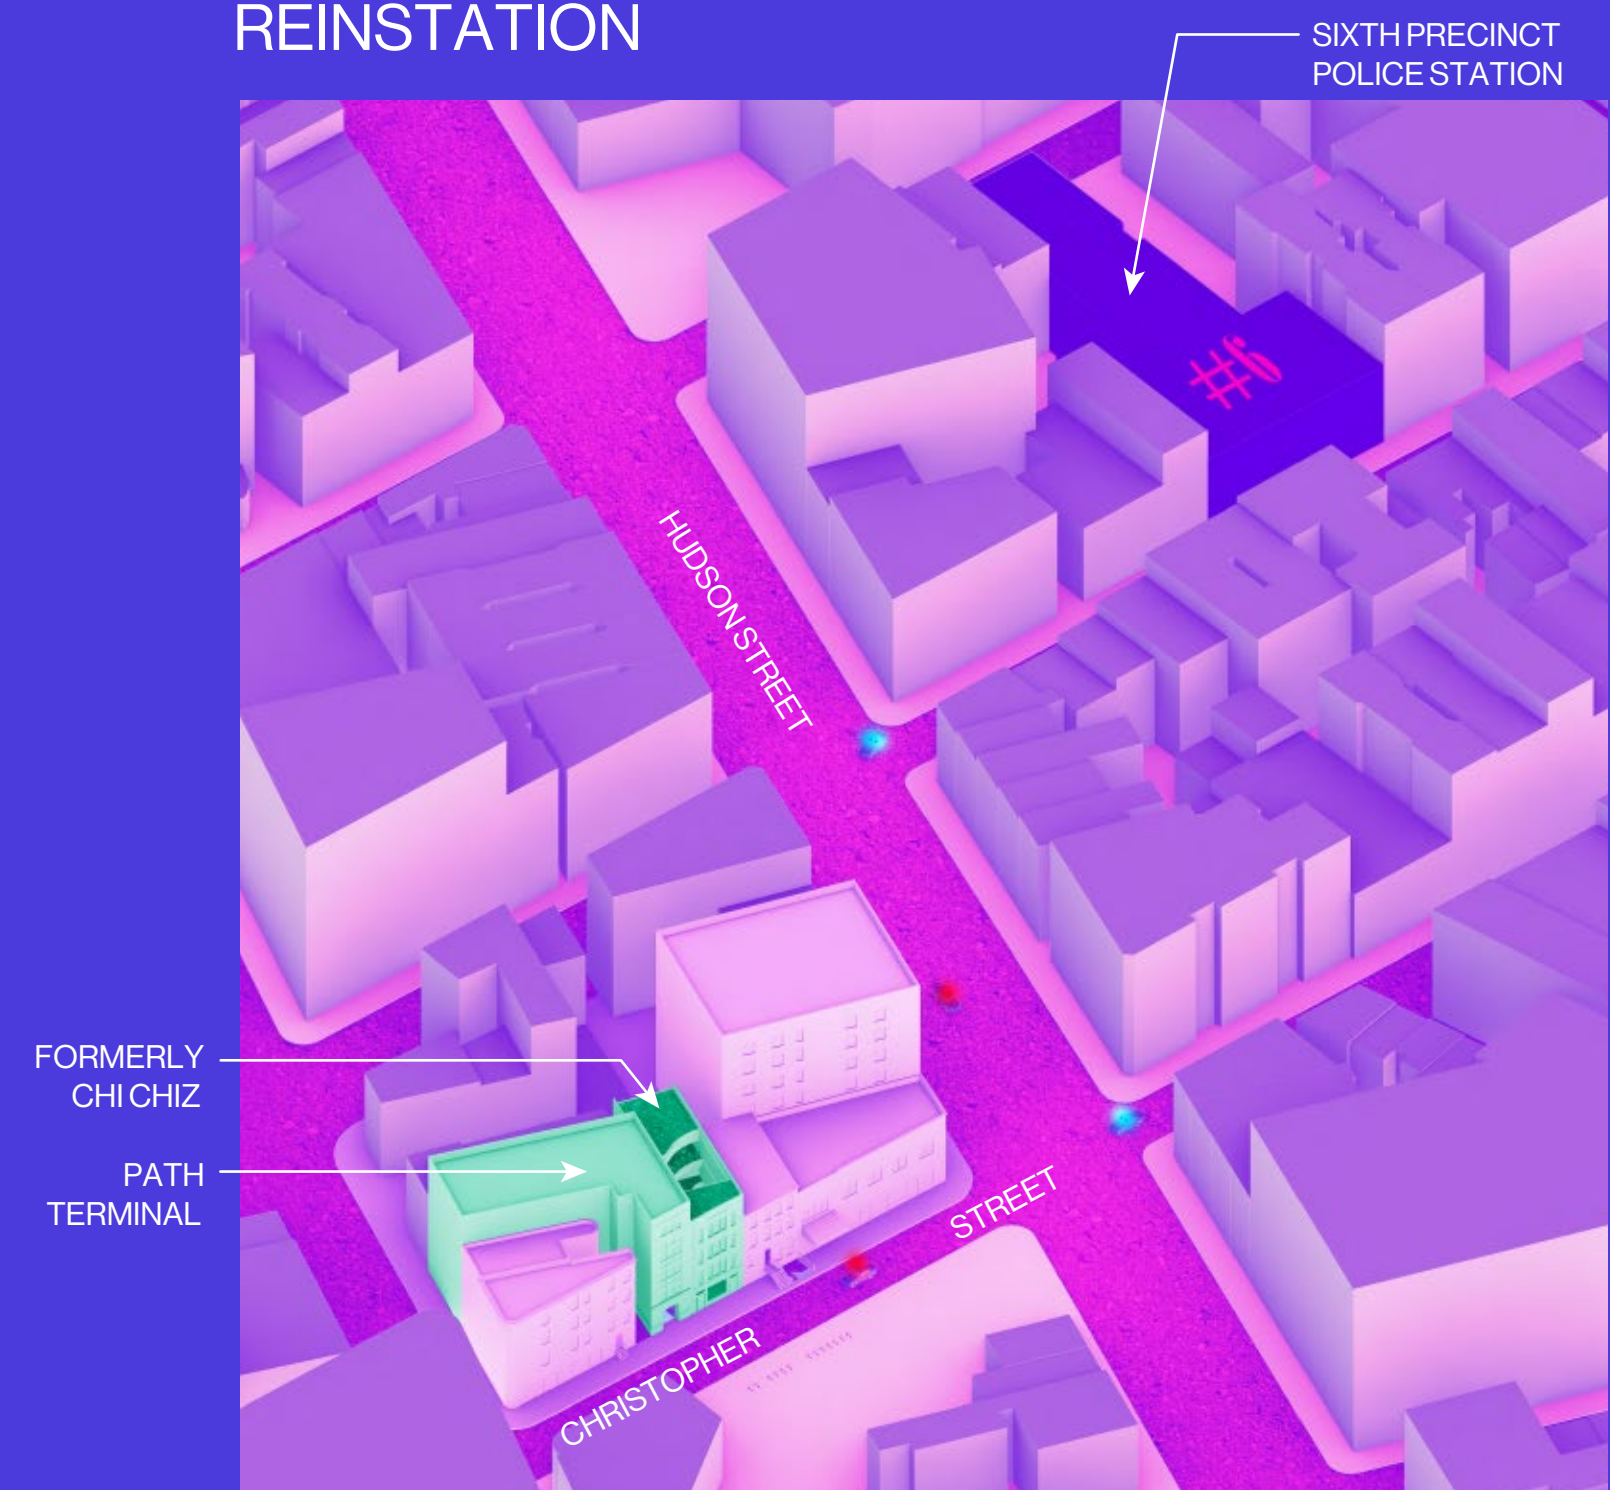 REINSTATION
SIXTH PRECINCT
POLICE STATION
#6
HUDSON STREET
FORMERLY
CHI CHIZ
PATH
TERMINAL
CHRISTOPHER STREET